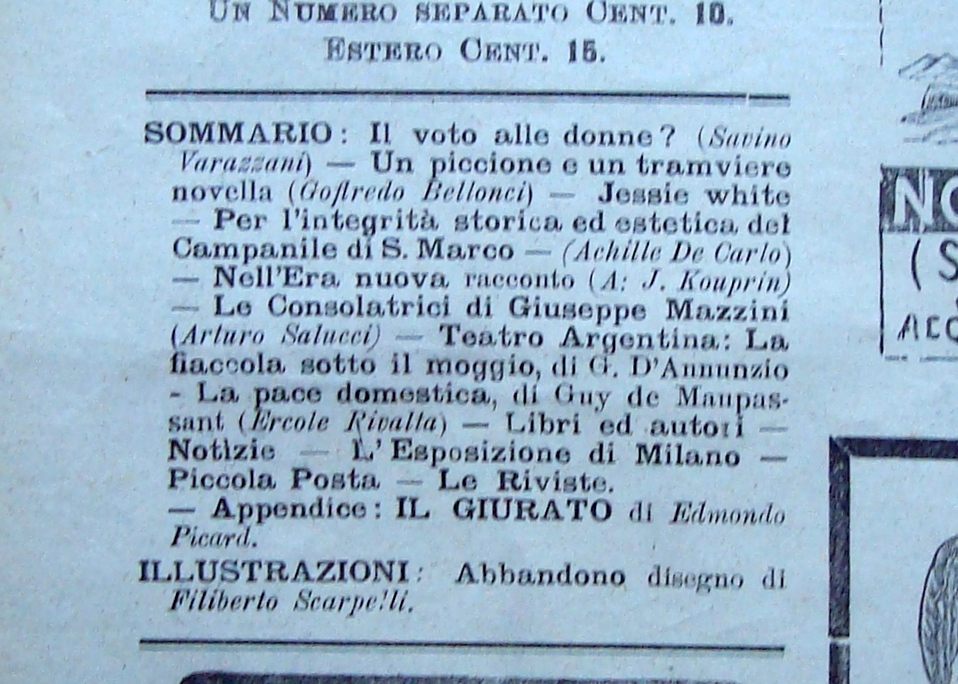 UN NUMERO SEPARATO CENT. 10.
ESTERO CENT. 15.
SOMMARIO: Il voto alle donne? (Savino
Varazzani) — Un piccione e un tramviere
novella (Goffredo Bellonci) — Jessie white
— Per l'integrità storica ed estetica del
Campanile di S. Marco — (Achille De Carlo)
— Nell'Era nuova racconto (A: J. Kouprin)
— Le Consolatrici di Giuseppe Mazzini
(Arturo Salucci) — Teatro Argentina: La
fiaccola sotto il moggio, di G. D'Annunzio
- La pace domestica, di Guy de Maupas-
sant (Ercole Rivalta) — Libri ed autori —
Notizie — L'Esposizione di Milano —
Piccola Posta — Le Riviste.
— Appendice: IL GIURATO di Edmondo
Picard.
ILLUSTRAZIONI: Abbandono disegno di
Filiberto Scarpelli.
(S